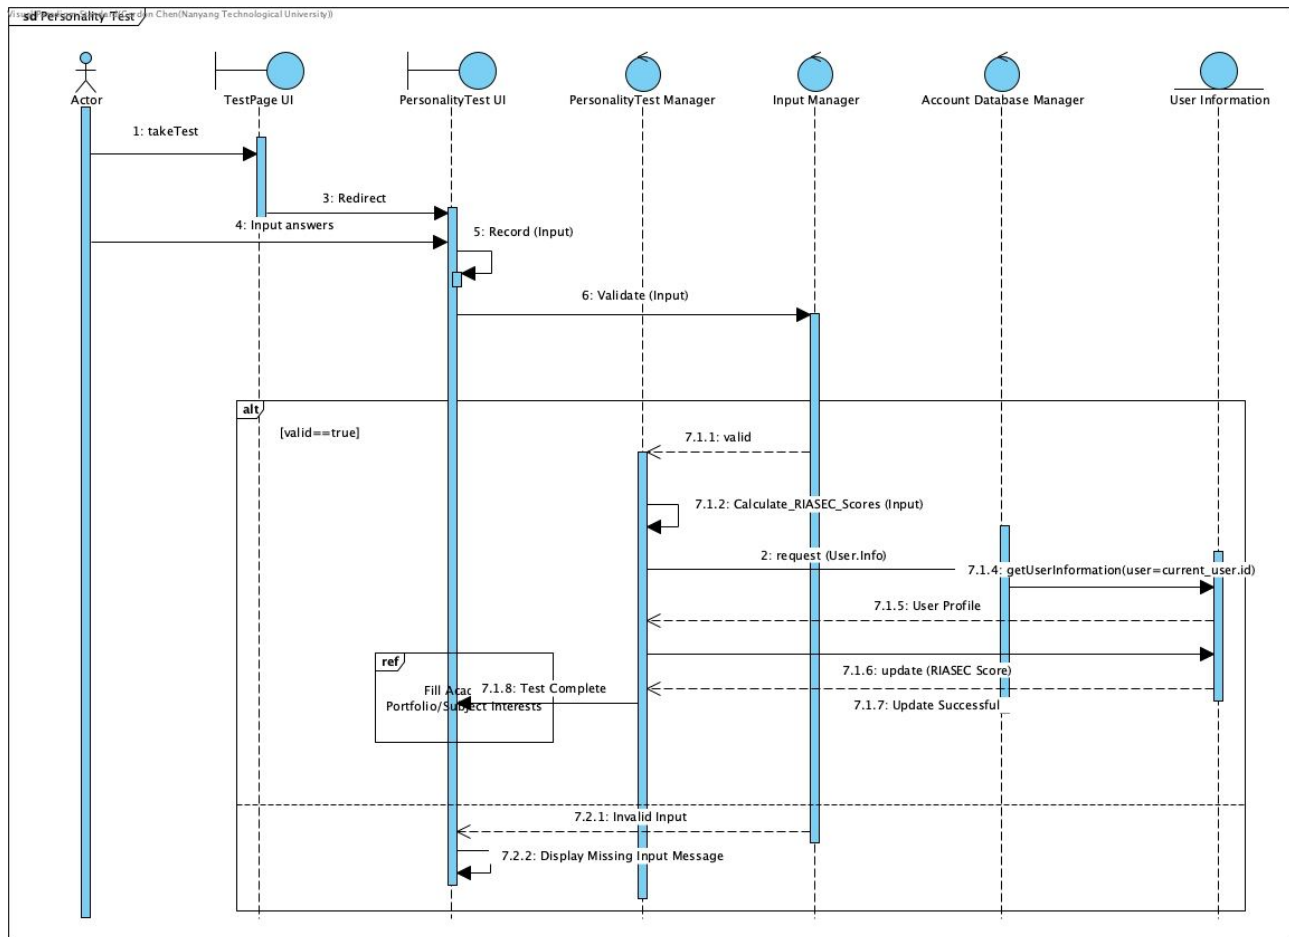 sd Personality Test
Actor
TestPage UI
PersonalityTest UI
PersonalityTest Manager
Input Manager
Account Database Manager
User Information
1: takeTest
3: Redirect
4: Input answers
5: Record (Input)
6: Validate (Input)
alt
[valid==true]
7.1.1: valid
7.1.2: Calculate_RIASEC_Scores (Input)
2: request (User.Info)
7.1.4: getUserInformation(user=current_user.id)
7.1.5: User Profile
ref
7.1.6: update (RIASEC Score)
Fill
7.1.8: Test Complete
Portfolio/Subject Interests
7.1.7: Update Successful
7.2.1: Invalid Input
7.2.2: Display Missing Input Message